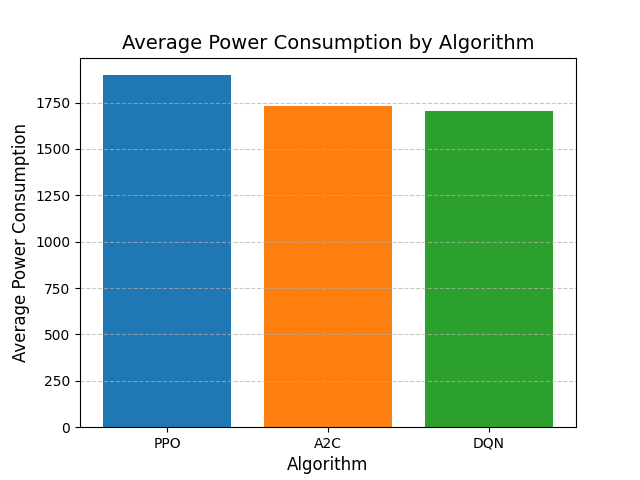 Average Power Consumption by Algorithm
Average Power Consumption
1750
1500
1250
1000
750
500
250
0
PPO
A2C
DQN
Algorithm